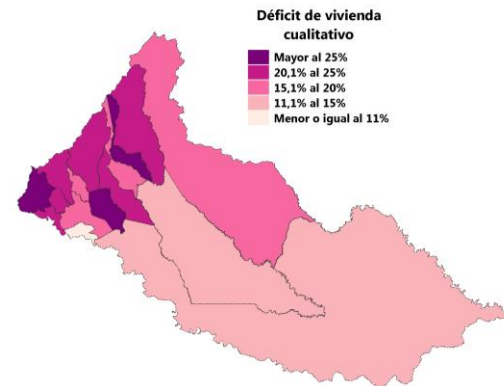 Déficit de vivienda
cualitativo
Mayor al 25%
20,1% al 25%
15,1% al 20%
11,1% al 15%
Menor o igual al 11%